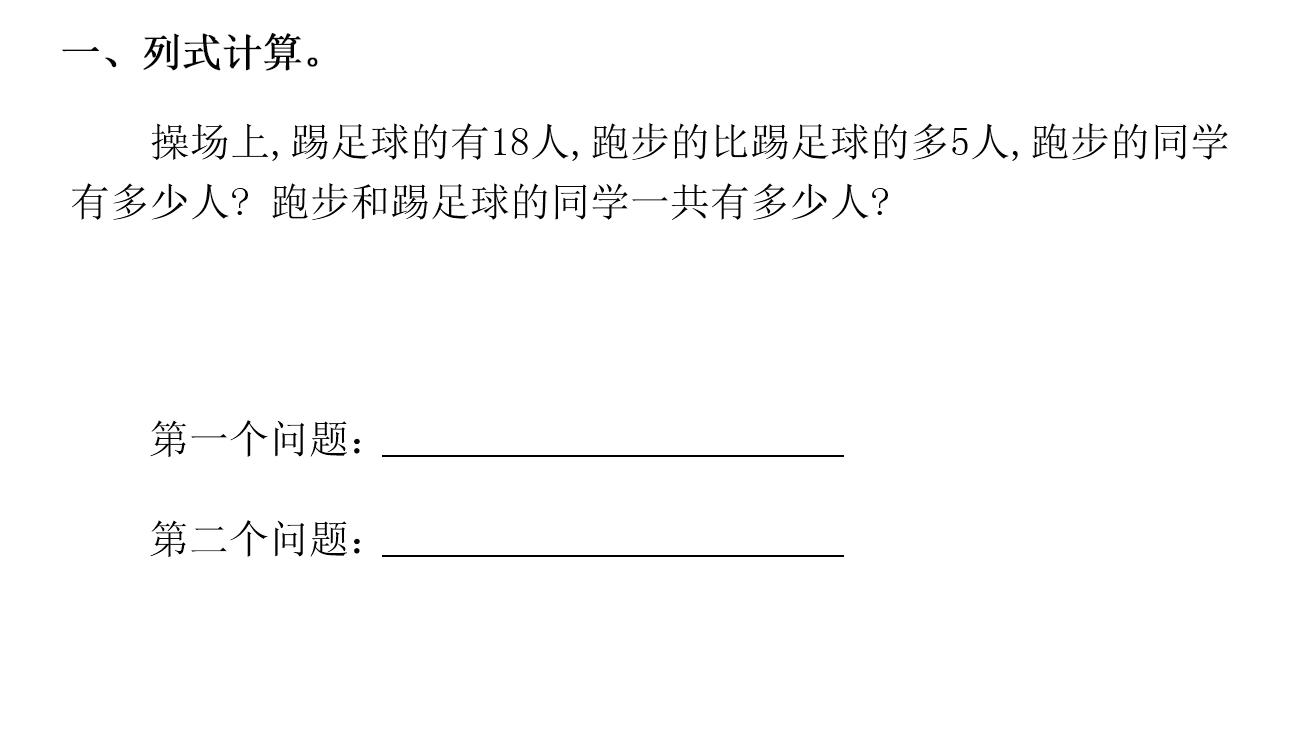 一、列式计算。
操场上,踢足球的有18人,跑步的比踢足球的多5人,跑步的同学
有多少人? 跑步和踢足球的同学一共有多少人?
第一个问题：
第二个问题：